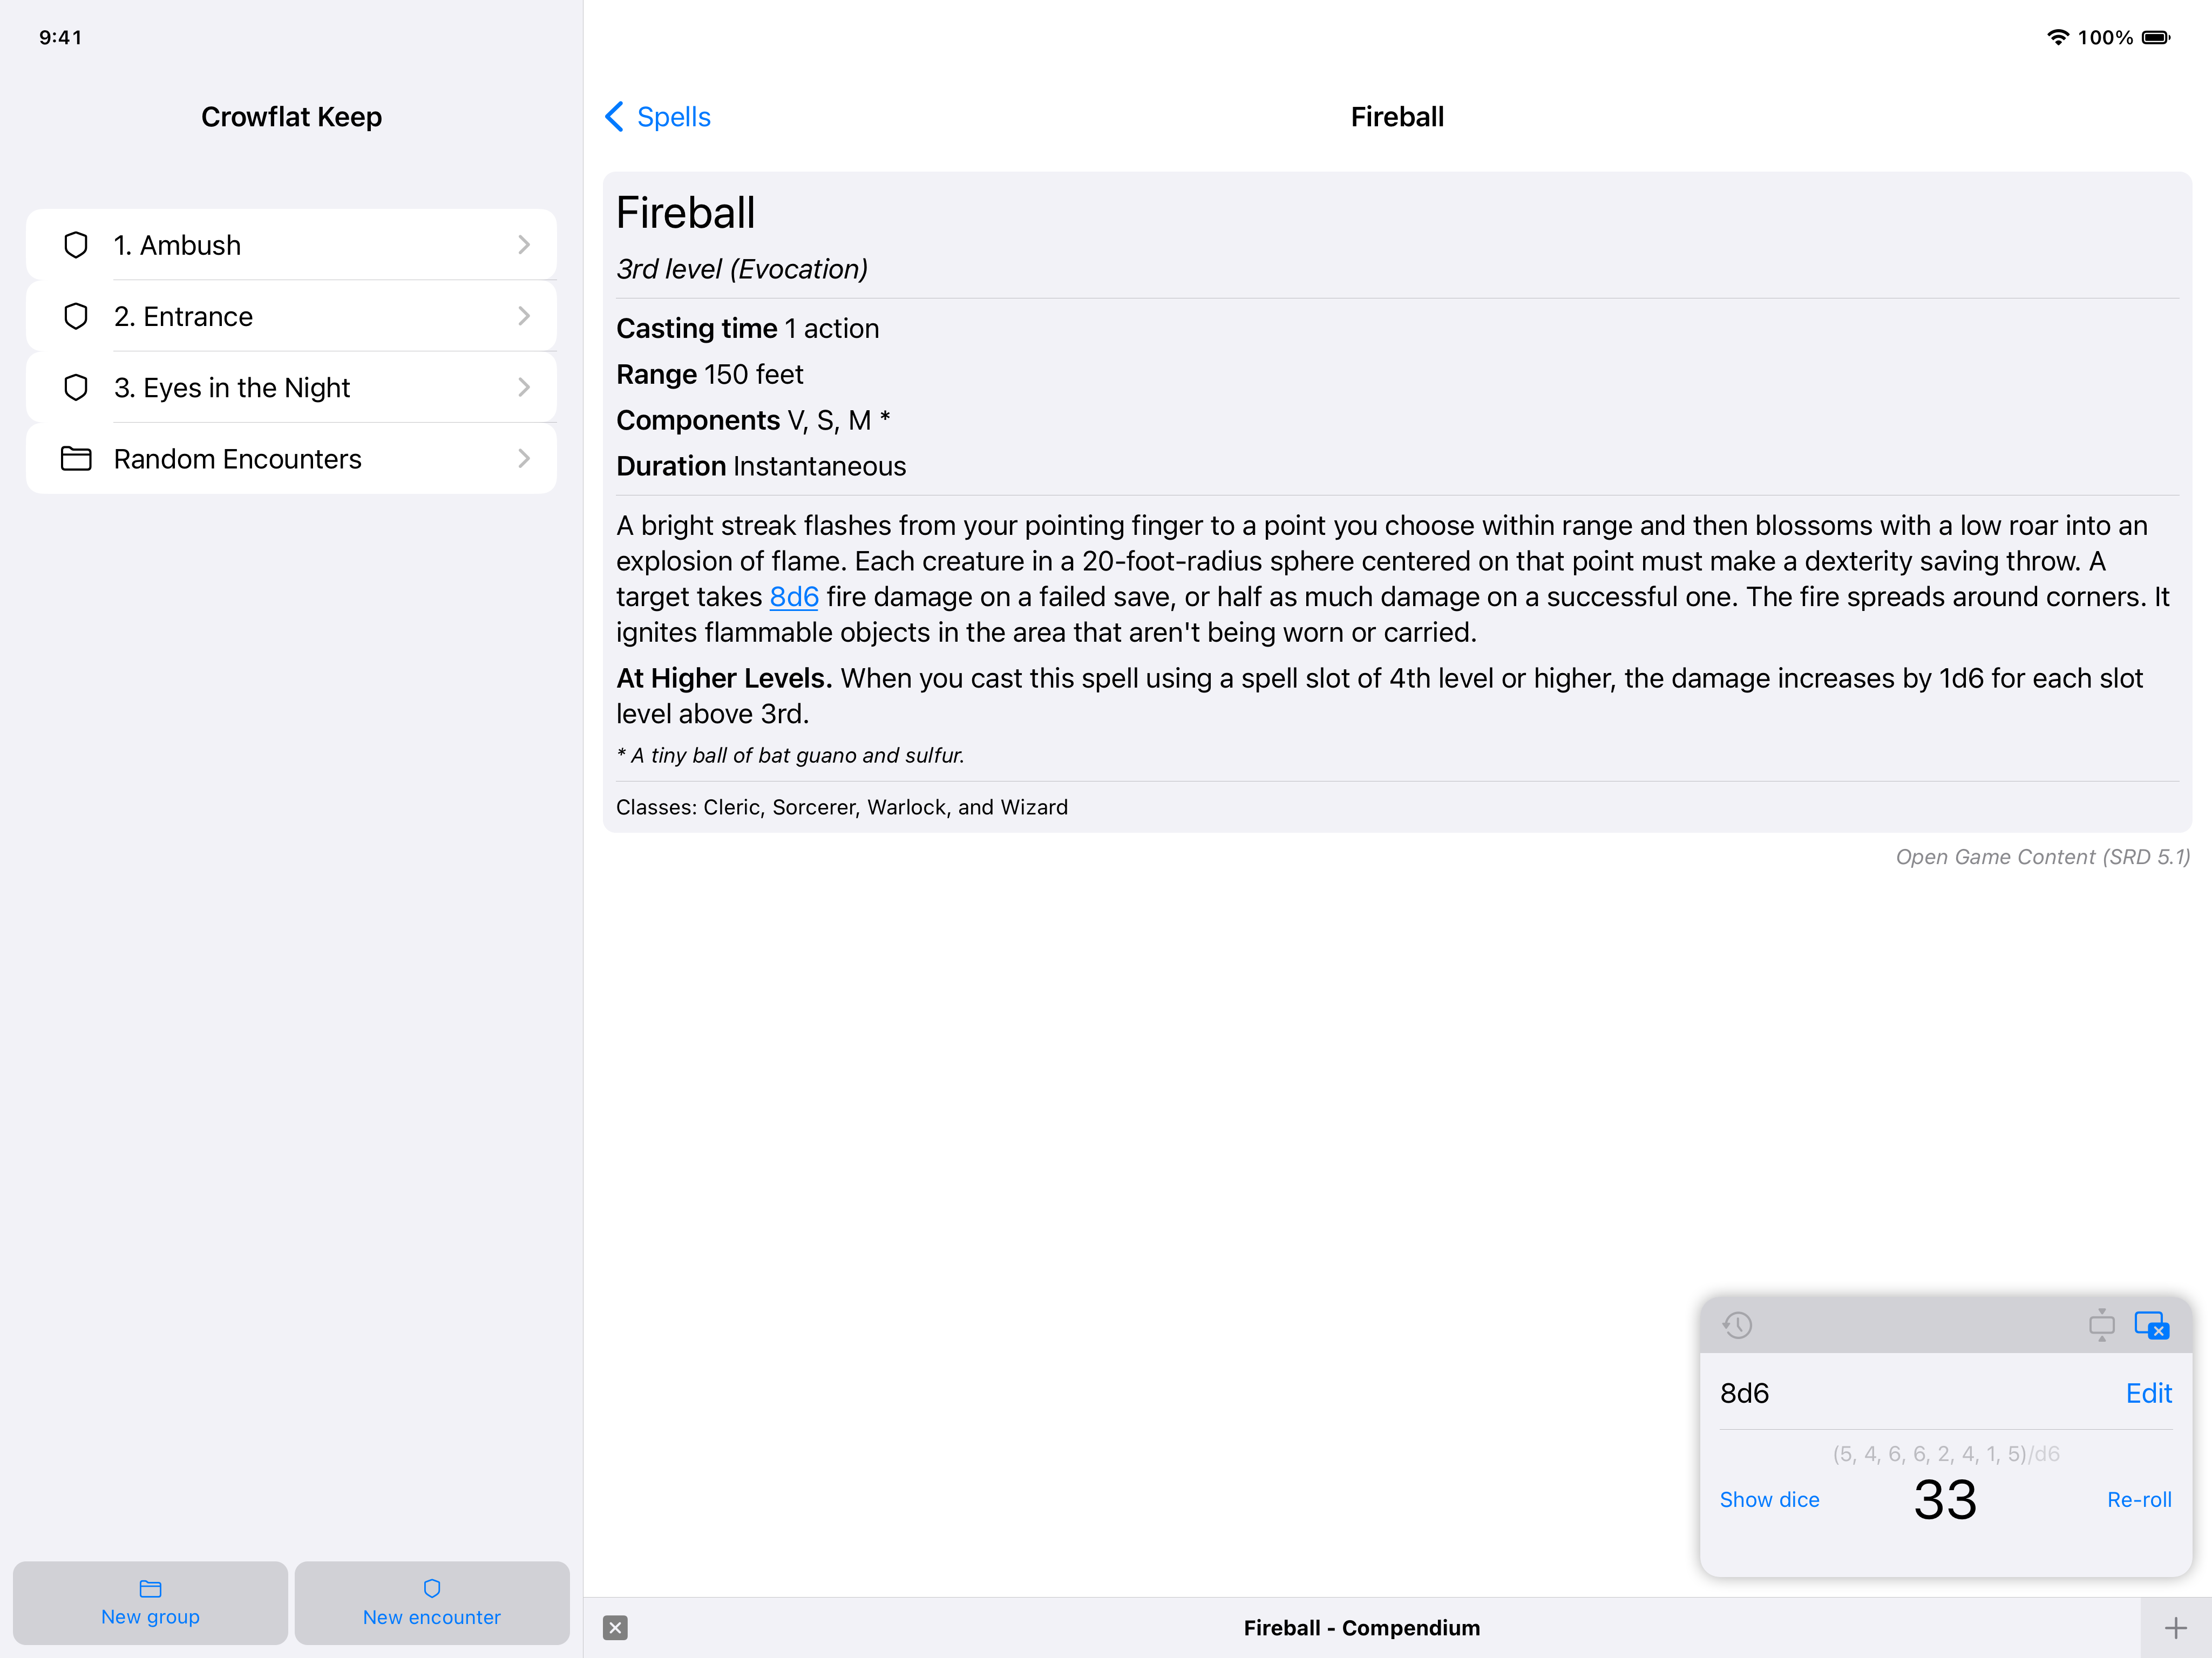 9:41
100%
Crowflat Keep
1. Ambush
2. Entrance
3. Eyes in the Night
Random Encounters
New group
New encounter
Spells
Fireball
Fireball
3rd level (Evocation)
Casting time 1 action
Range 150 feet
Components V, S, M *
Duration Instantaneous
A bright streak flashes from your pointing finger to a point you choose within range and then blossoms with a low roar into an
explosion of flame. Each creature in a 20-foot-radius sphere centered on that point must make a dexterity saving throw. A
target takes 8d6 fire damage on a failed save, or half as much damage on a successful one. The fire spreads around corners. It
ignites flammable objects in the area that aren't being worn or carried.
At Higher Levels. When you cast this spell using a spell slot of 4th level or higher, the damage increases by 1d6 for each slot
level above 3rd.
* A tiny ball of bat guano and sulfur.
Classes: Cleric, Sorcerer, Warlock, and Wizard
Open Game Content (SRD 5.1)
8d6
Edit
(5, 4, 6, 6, 2, 4, 1, 5)/d6
Show dice
33
Re-roll
Fireball - Compendium